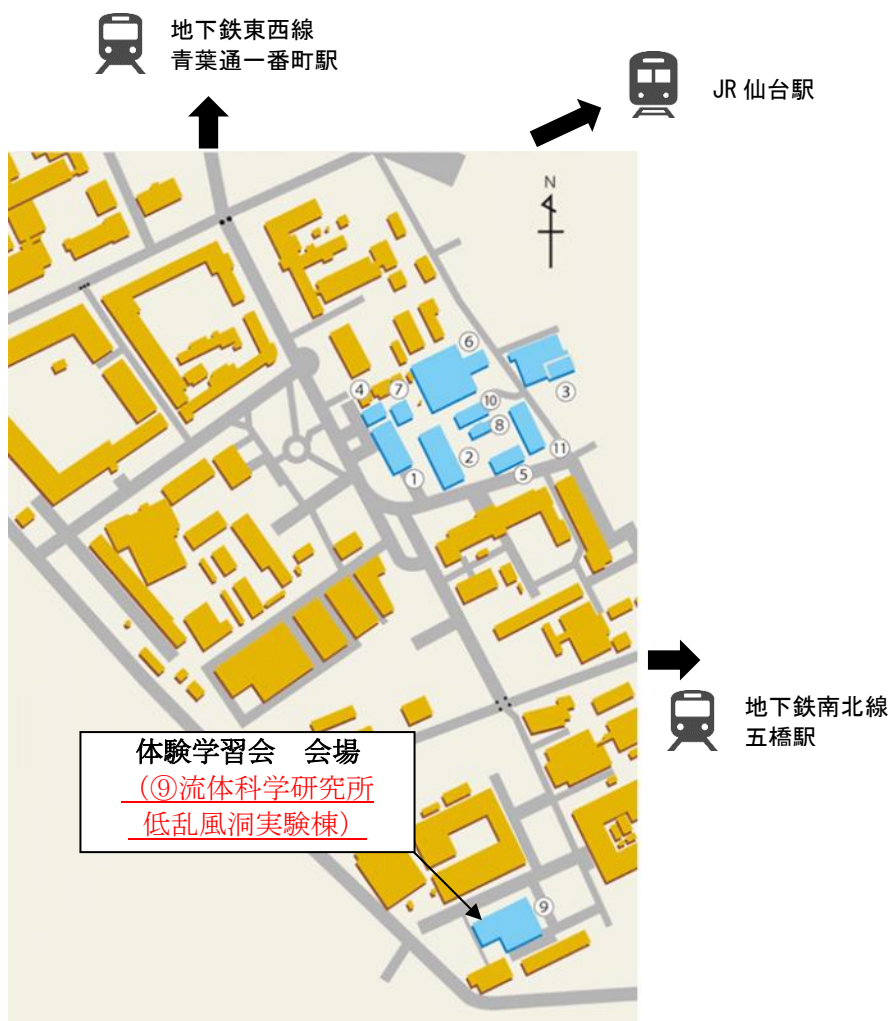 地下鉄東西線
青葉通一番町駅
JR 仙台駅
N
⑥
③
④
⑦
⑩
⑧
②
⑪
①
⑤
地下鉄南北線
五橋駅
体験学習会　会場
（⑨流体科学研究所
低乱風洞実験棟）
⑨